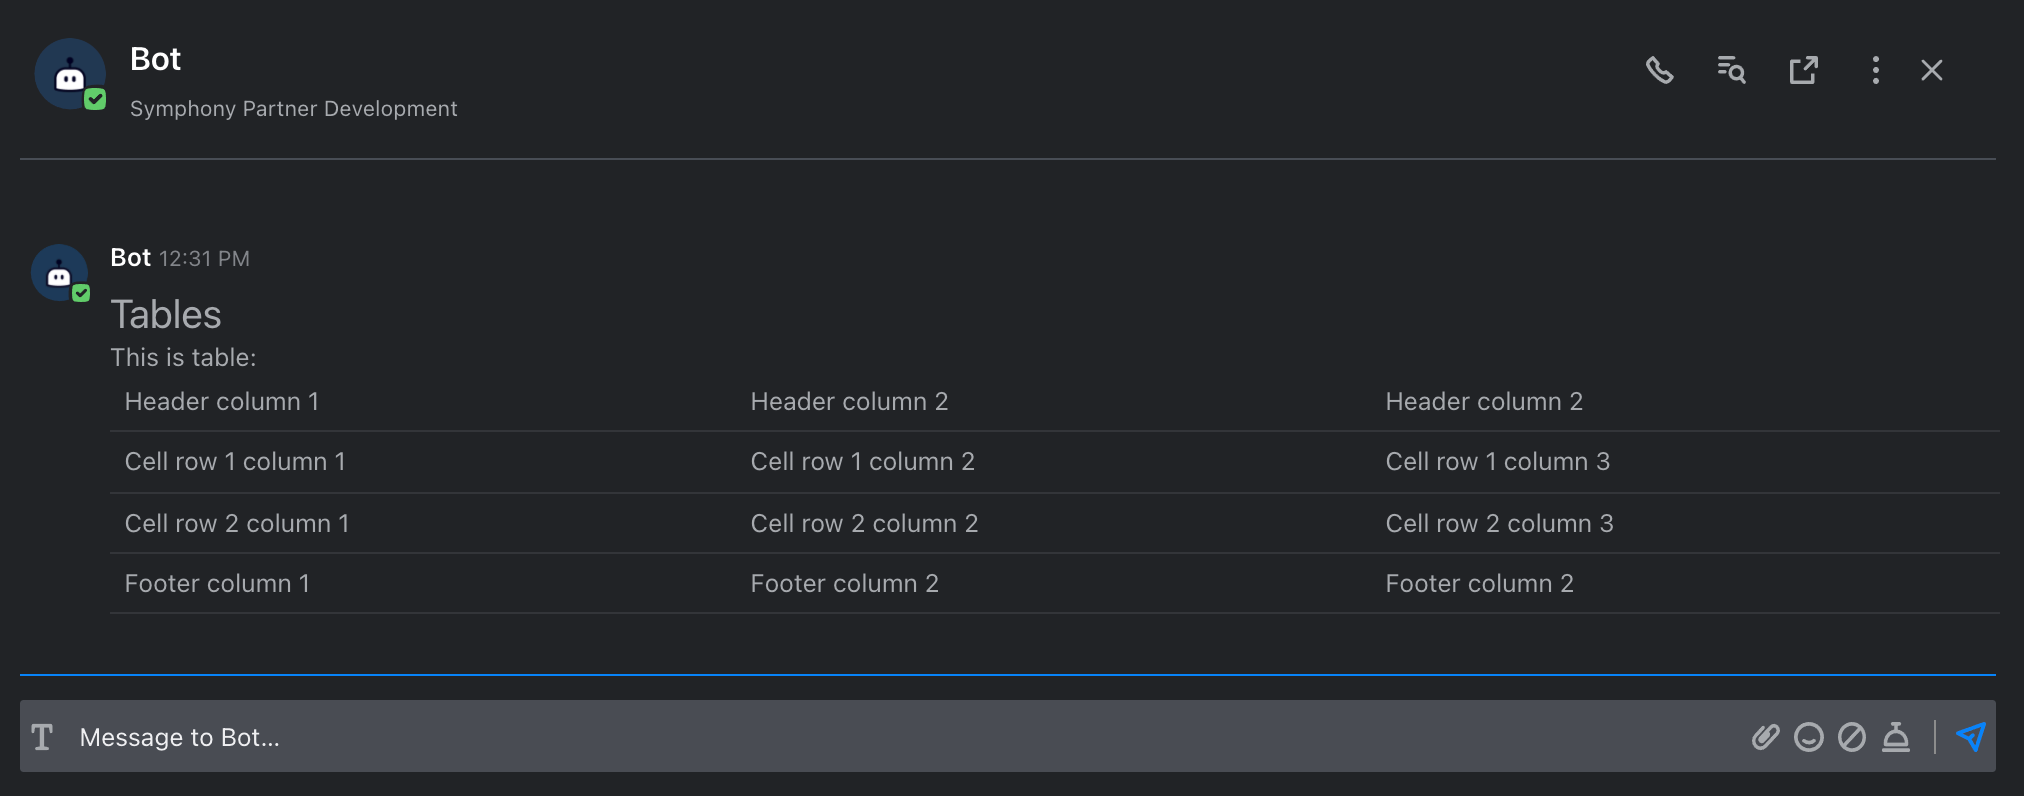 Bot
Symphony Partner Development
Bot 12:31 PM
Tables
This is table:
Header column 1 Header column 2 Header column 2
Cell row 1 column 1 Cell row 1 column 2 Cell row 1 column 3
Cell row 2 column 1 Cell row 2 column 2 Cell row 2 column 3
Footer column 1 Footer column 2 Footer column 2
T Message to Bot...